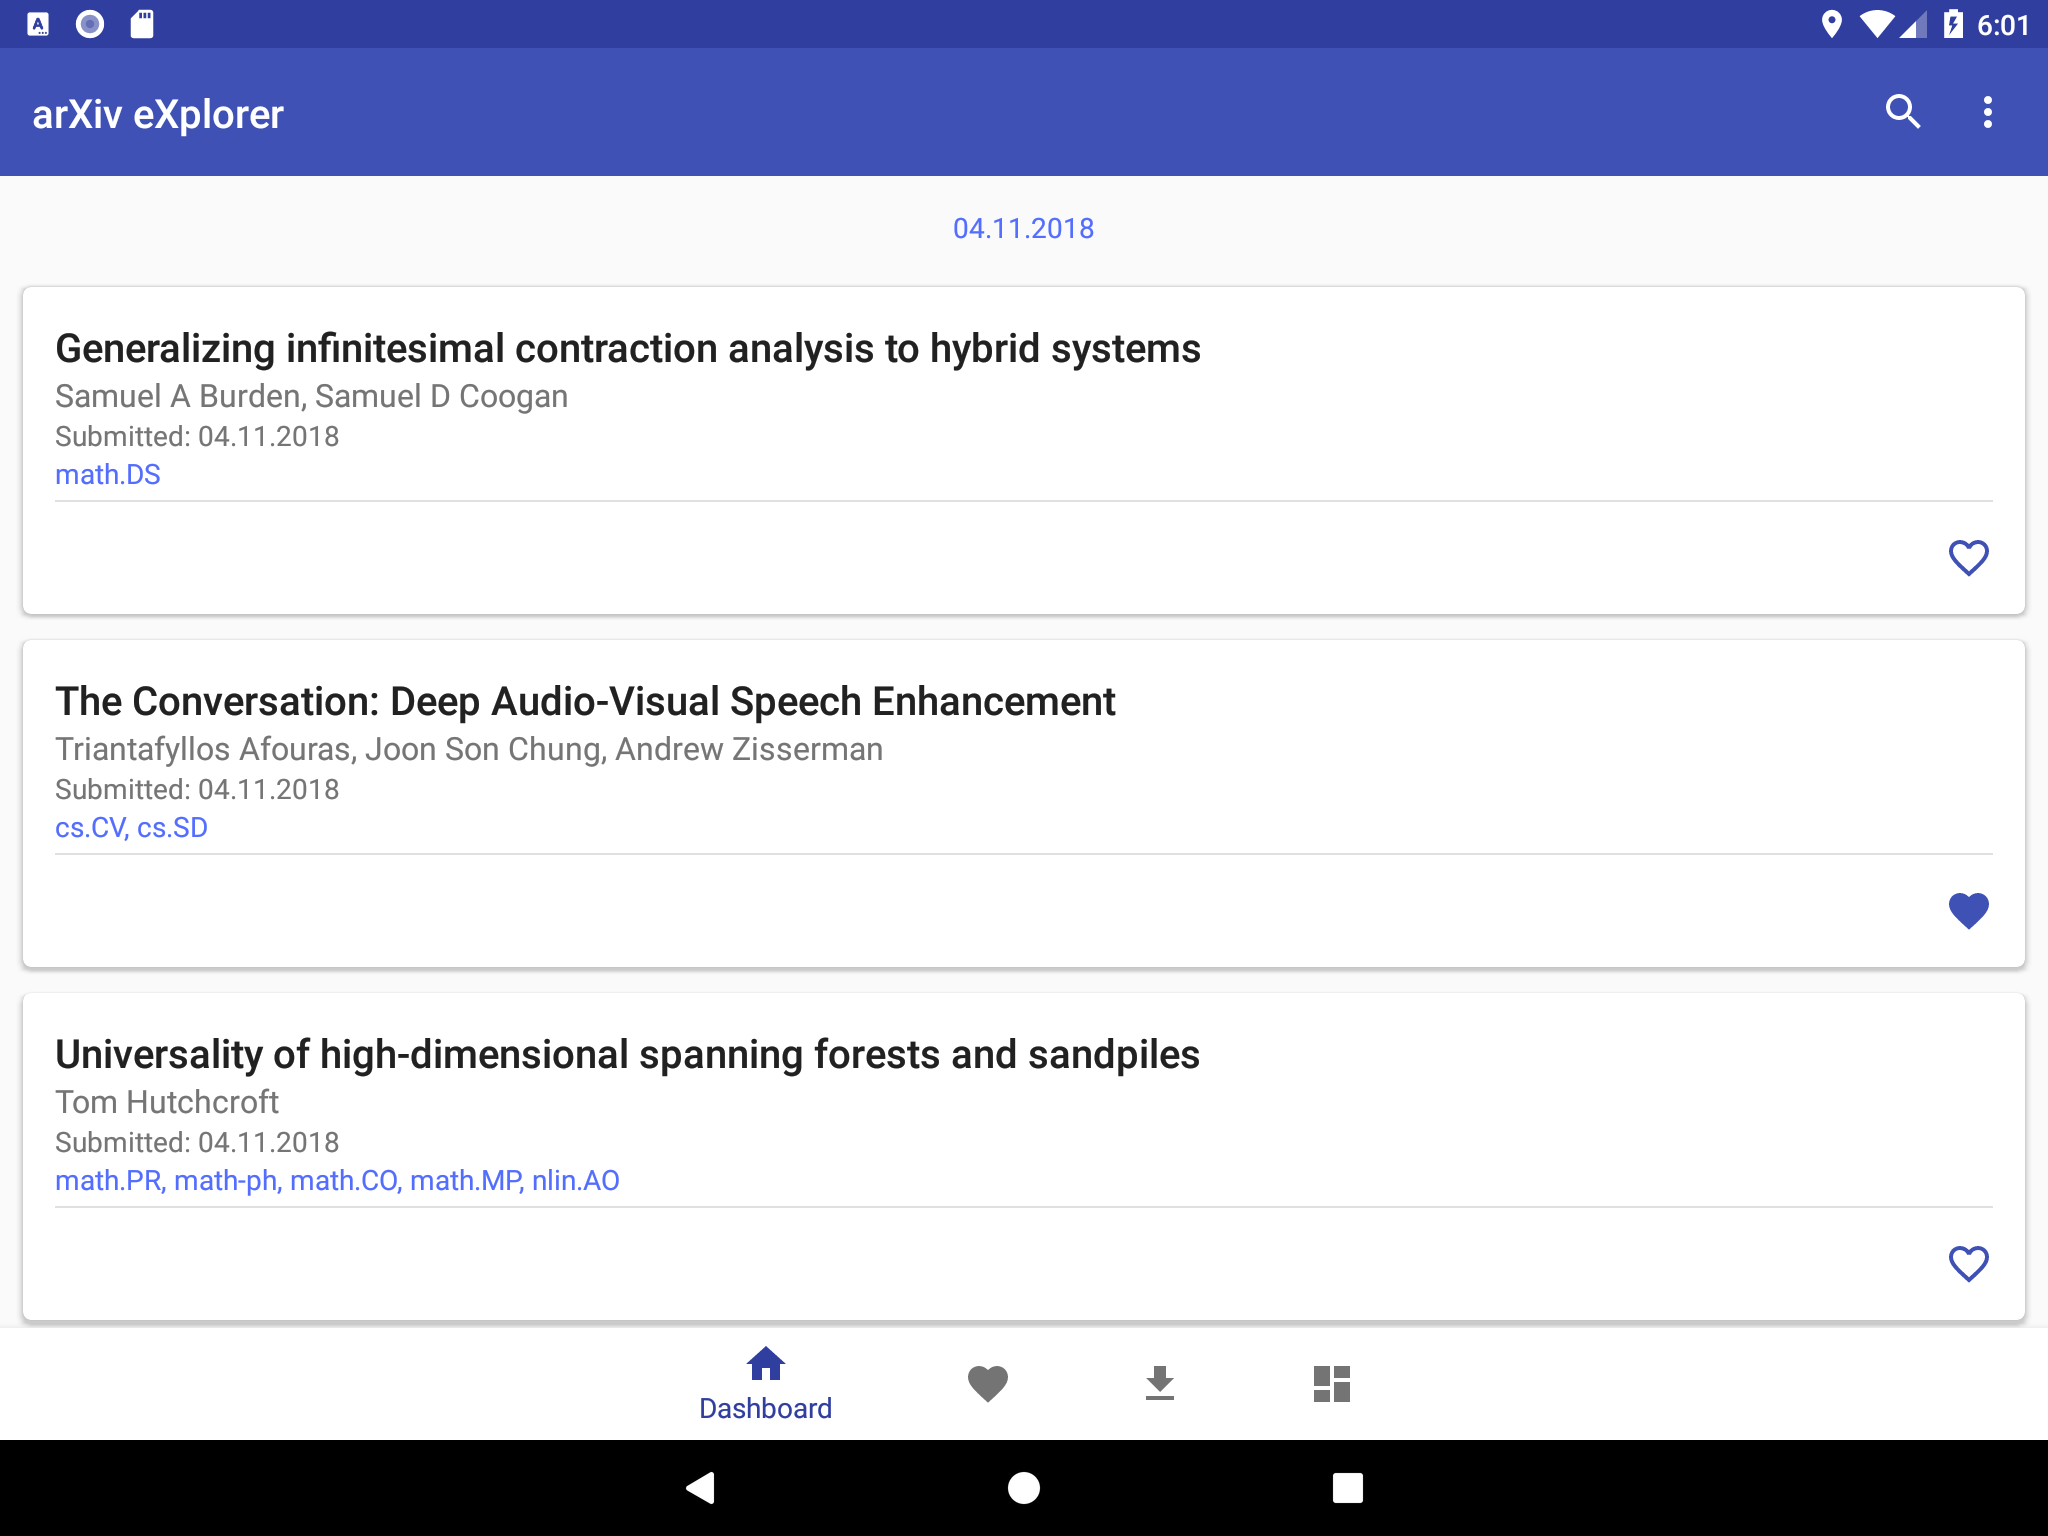 6:01
arXiv eXplorer
04.11.2018
Generalizing infinitesimal contraction analysis to hybrid systems
Samuel A Burden, Samuel D Coogan
Submitted: 04.11.2018
math.DS
The Conversation: Deep Audio-Visual Speech Enhancement
Triantafyllos Afouras, Joon Son Chung, Andrew Zisserman
Submitted: 04.11.2018
cs.CV, cs.SD
Universality of high-dimensional spanning forests and sandpiles
Tom Hutchcroft
Submitted: 04.11.2018
math.PR, math-ph, math.CO, math.MP, nlin.AO
Dashboard